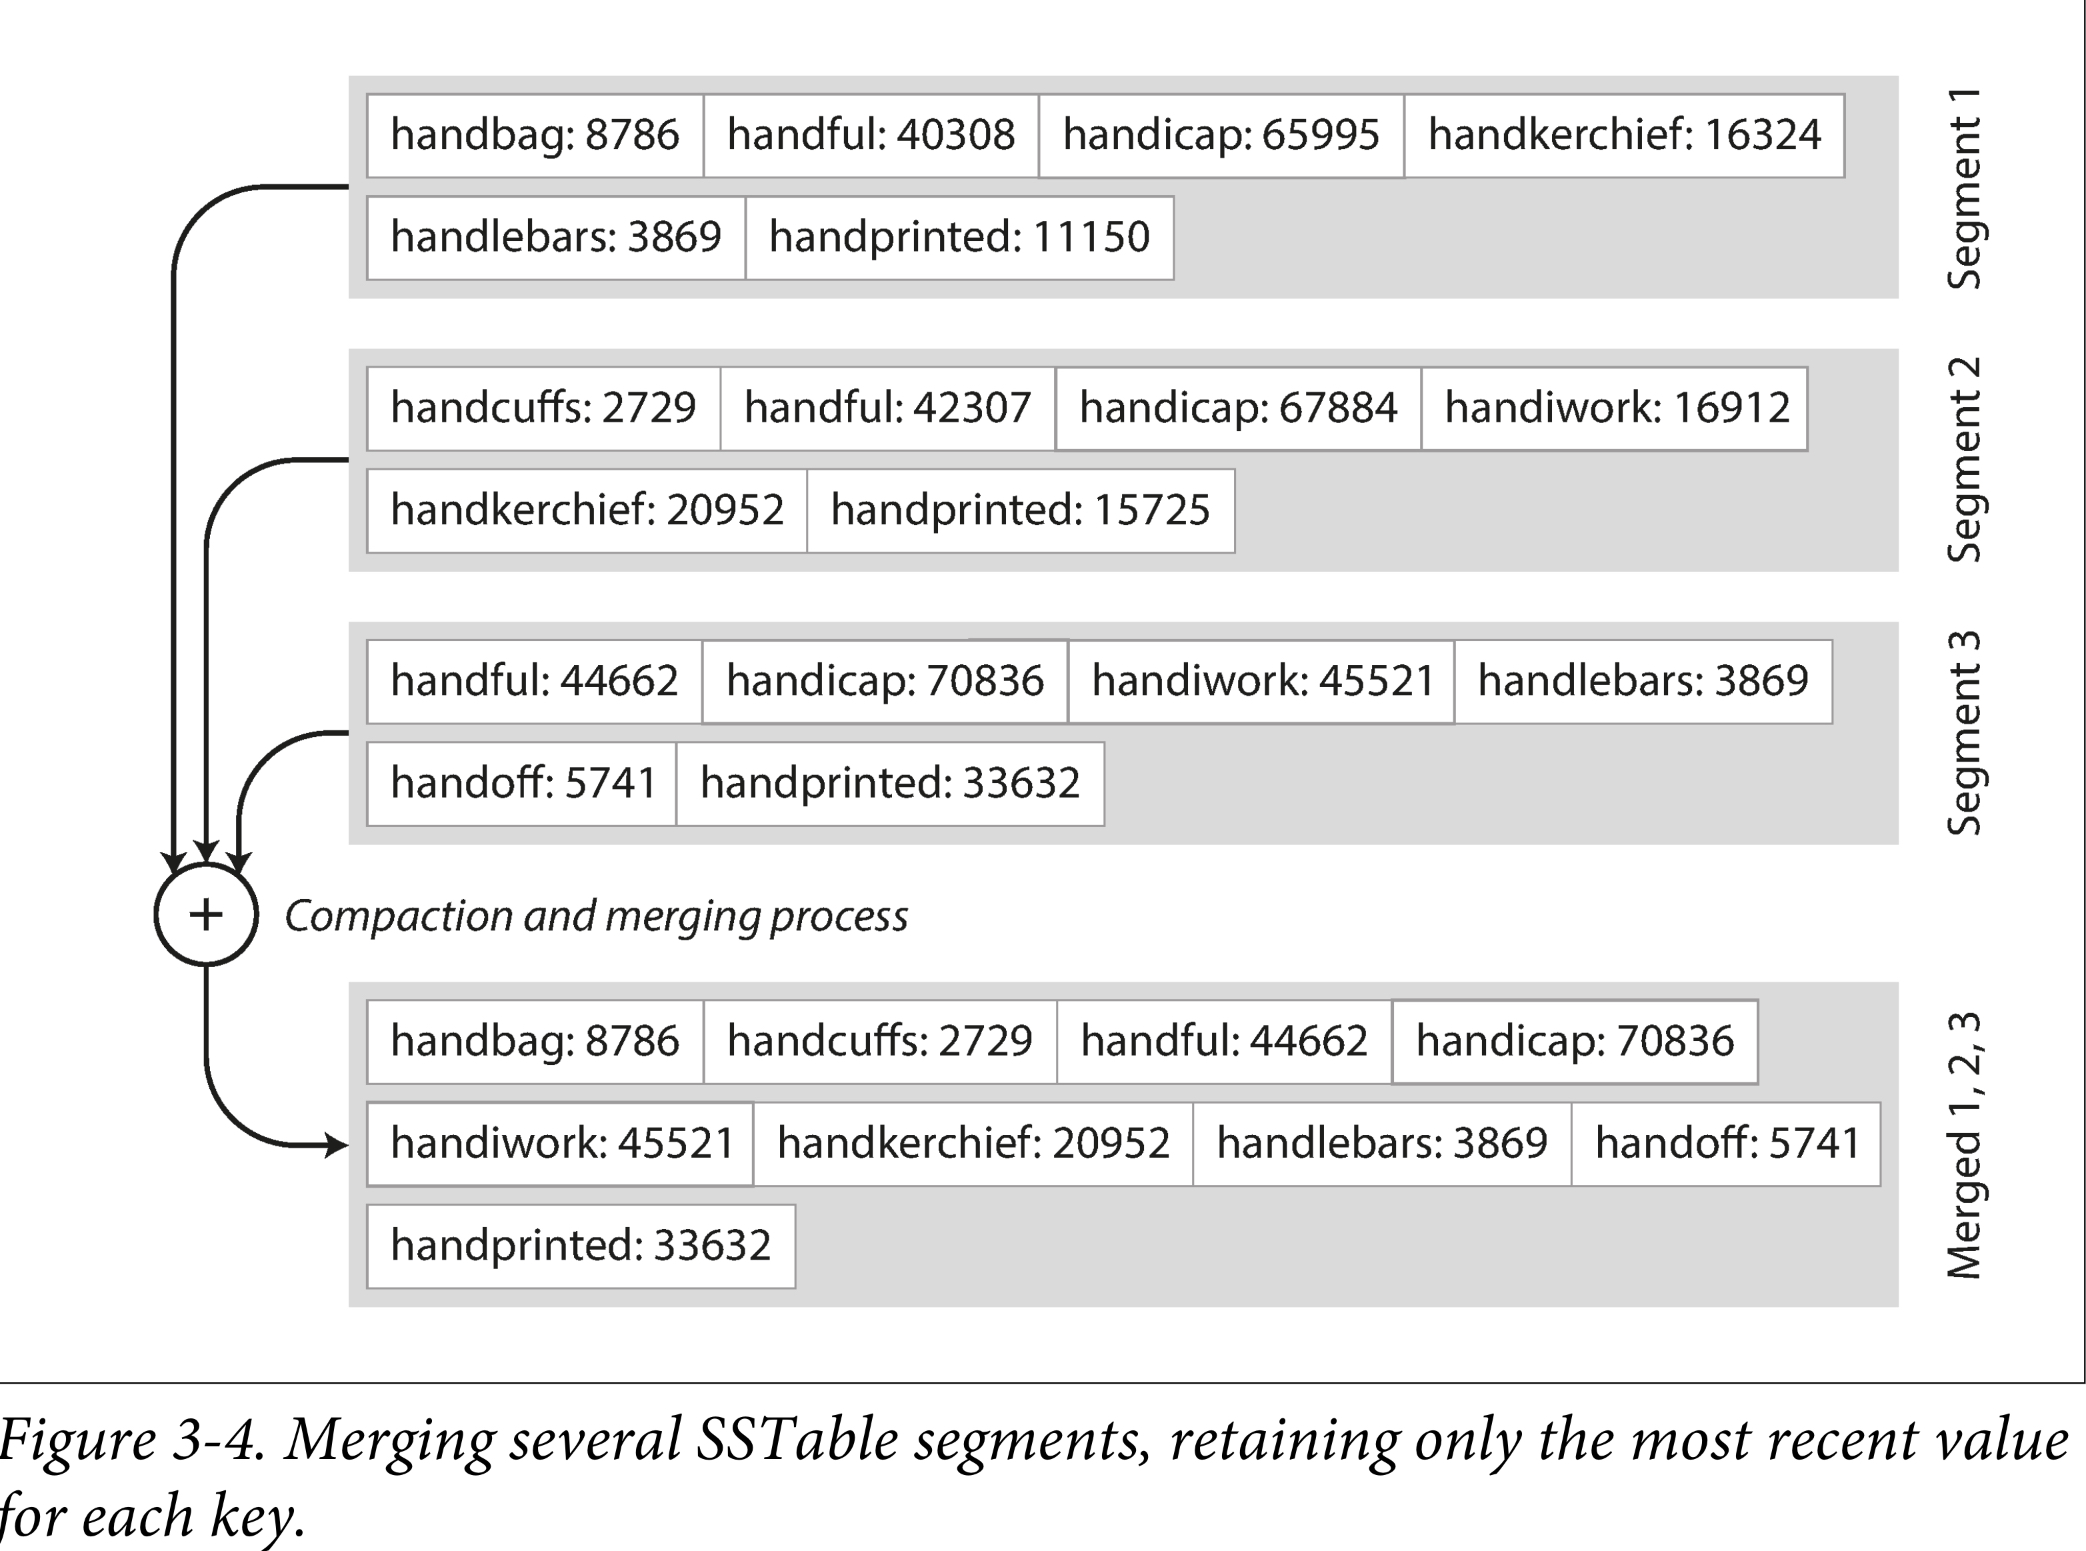 handbag: 8786 handful: 40308 handicap: 65995 handkerchief: 16324
handlebars: 3869 handprinted: 11150
Segment 1
handcuffs: 2729 handful: 42307 handicap: 67884 handiwork: 16912
handkerchief: 20952 handprinted: 15725
Segment 2
handful: 44662 handicap: 70836 handiwork: 45521 handlebars: 3869
handoff: 5741 handprinted: 33632
Segment 3
+ Compaction and merging process
handbag: 8786 handcuffs: 2729 handful: 44662 handicap: 70836
handiwork: 45521 handkerchief: 20952 handlebars: 3869 handoff: 5741
handprinted: 33632
Merged 1, 2, 3
Figure 3-4. Merging several SSTable segments, retaining only the most recent value
for each key.